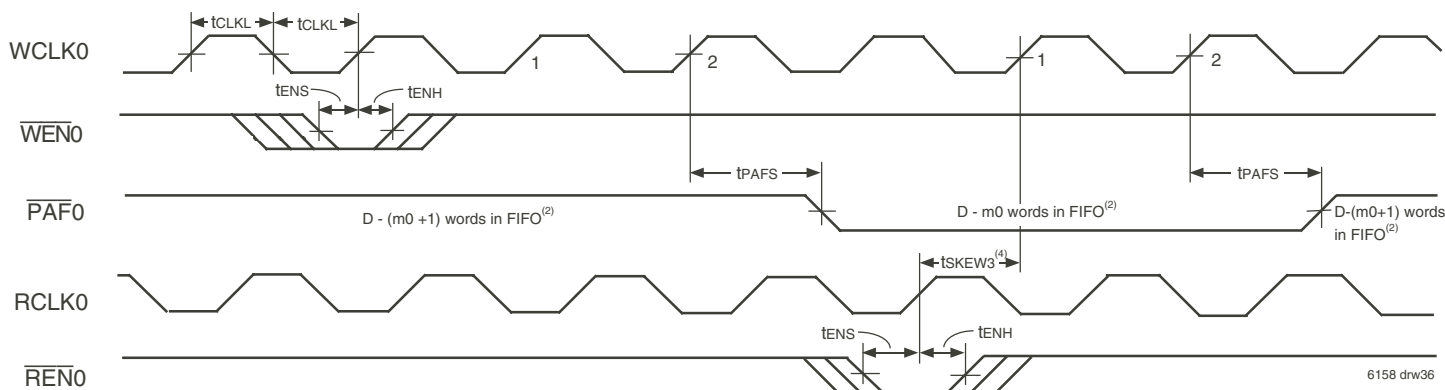 tCLKL tCLKL
WCLK0
1 2 1 2
tENS tENH
WEN0
tPAFS tPAFS
PAF0
D - (m0 +1) words in FIFO(2) D - m0 words in FIFO(2) D-(m0+1) words
in FIFO(2)
tSKEW3(4)
RCLK0
tENS tENH
REN0
6158 drw36